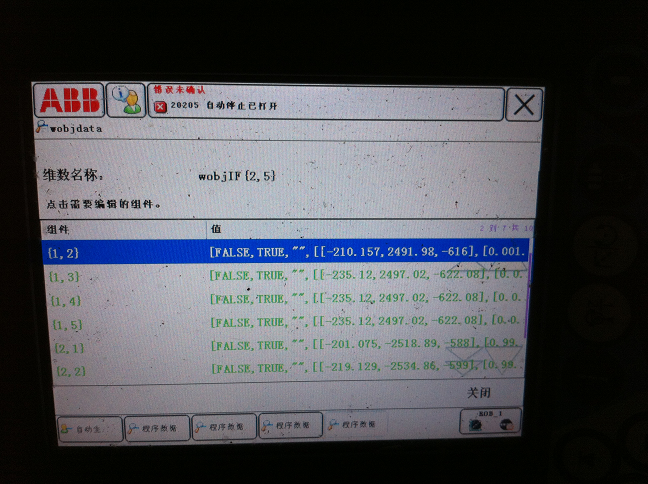 ABB
错误未确认
20205 自动停止已打开
wobjdata
维数名称: wobjIF{2,5}
点击需要编辑的组件。
组件 值 2 到 7 共 10
{1,2} [FALSE,TRUE,"",[[-210.157,2491.98,-616],[0.001.
{1,3} [FALSE,TRUE,"",[[-235.12,2497.02,-622.08],[0.0.
{1,4} [FALSE,TRUE,"",[[-235.12,2497.02,-622.08],[0.0.
{1,5} [FALSE,TRUE,"",[[-235.12,2497.02,-622.08],[0.0.
{2,1} [FALSE,TRUE,"",[[-201.075,-2518.89,-588],[0.99.
{2,2} [FALSE,TRUE,"",[[-219.129,-2534.86,-599],[0.99.
关闭
自动生... 程序数据 程序数据 程序数据 程序数据 ROB_1